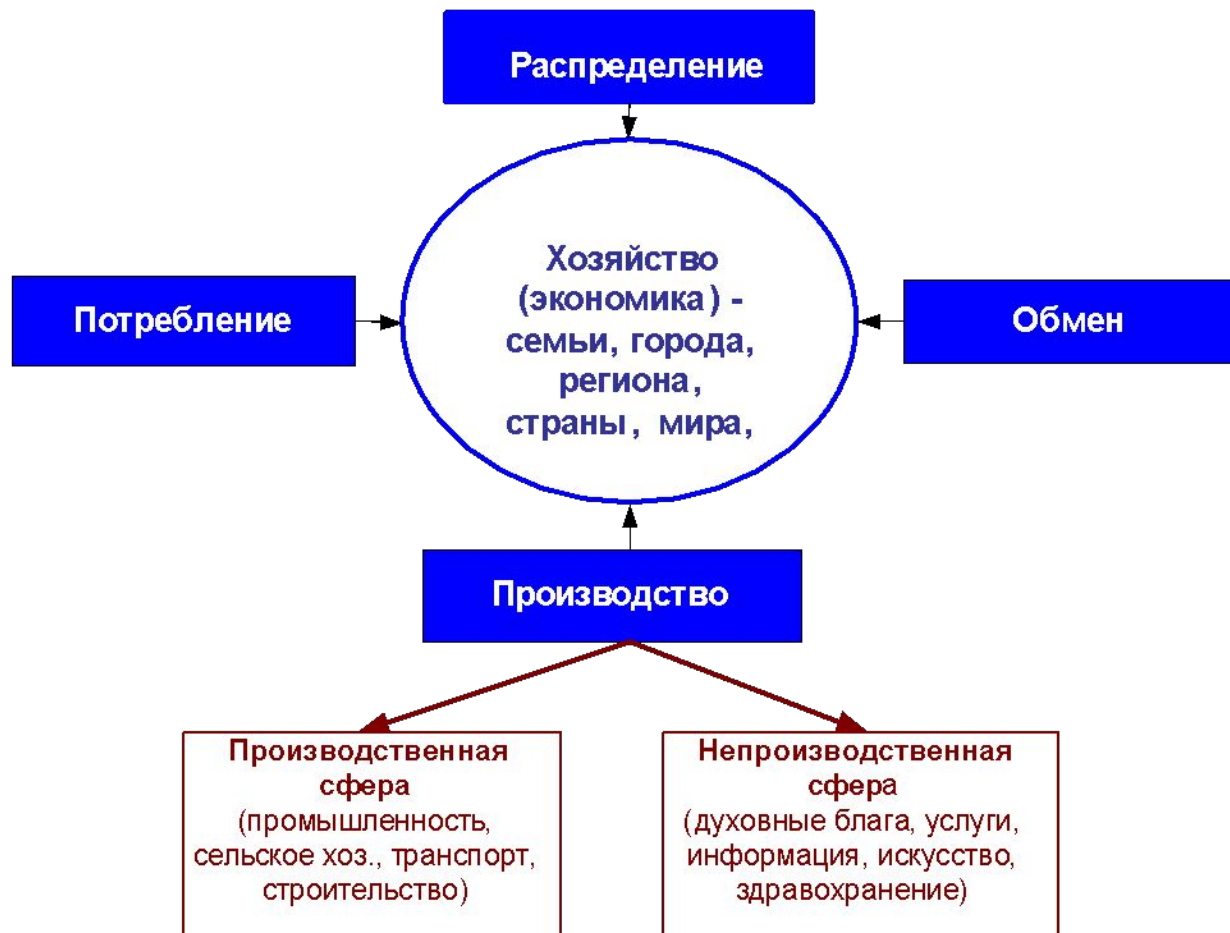 Распределение
Хозяйство
(экономика) -
семьи, города,
региона,
страны, мира,
Потребление
Обмен
Производство
Производственная
сфера
(промышленность,
сельское хоз., транспорт,
строительство)
Непроизводственная
сфера
(духовные блага, услуги,
информация, искусство,
здравохранение)